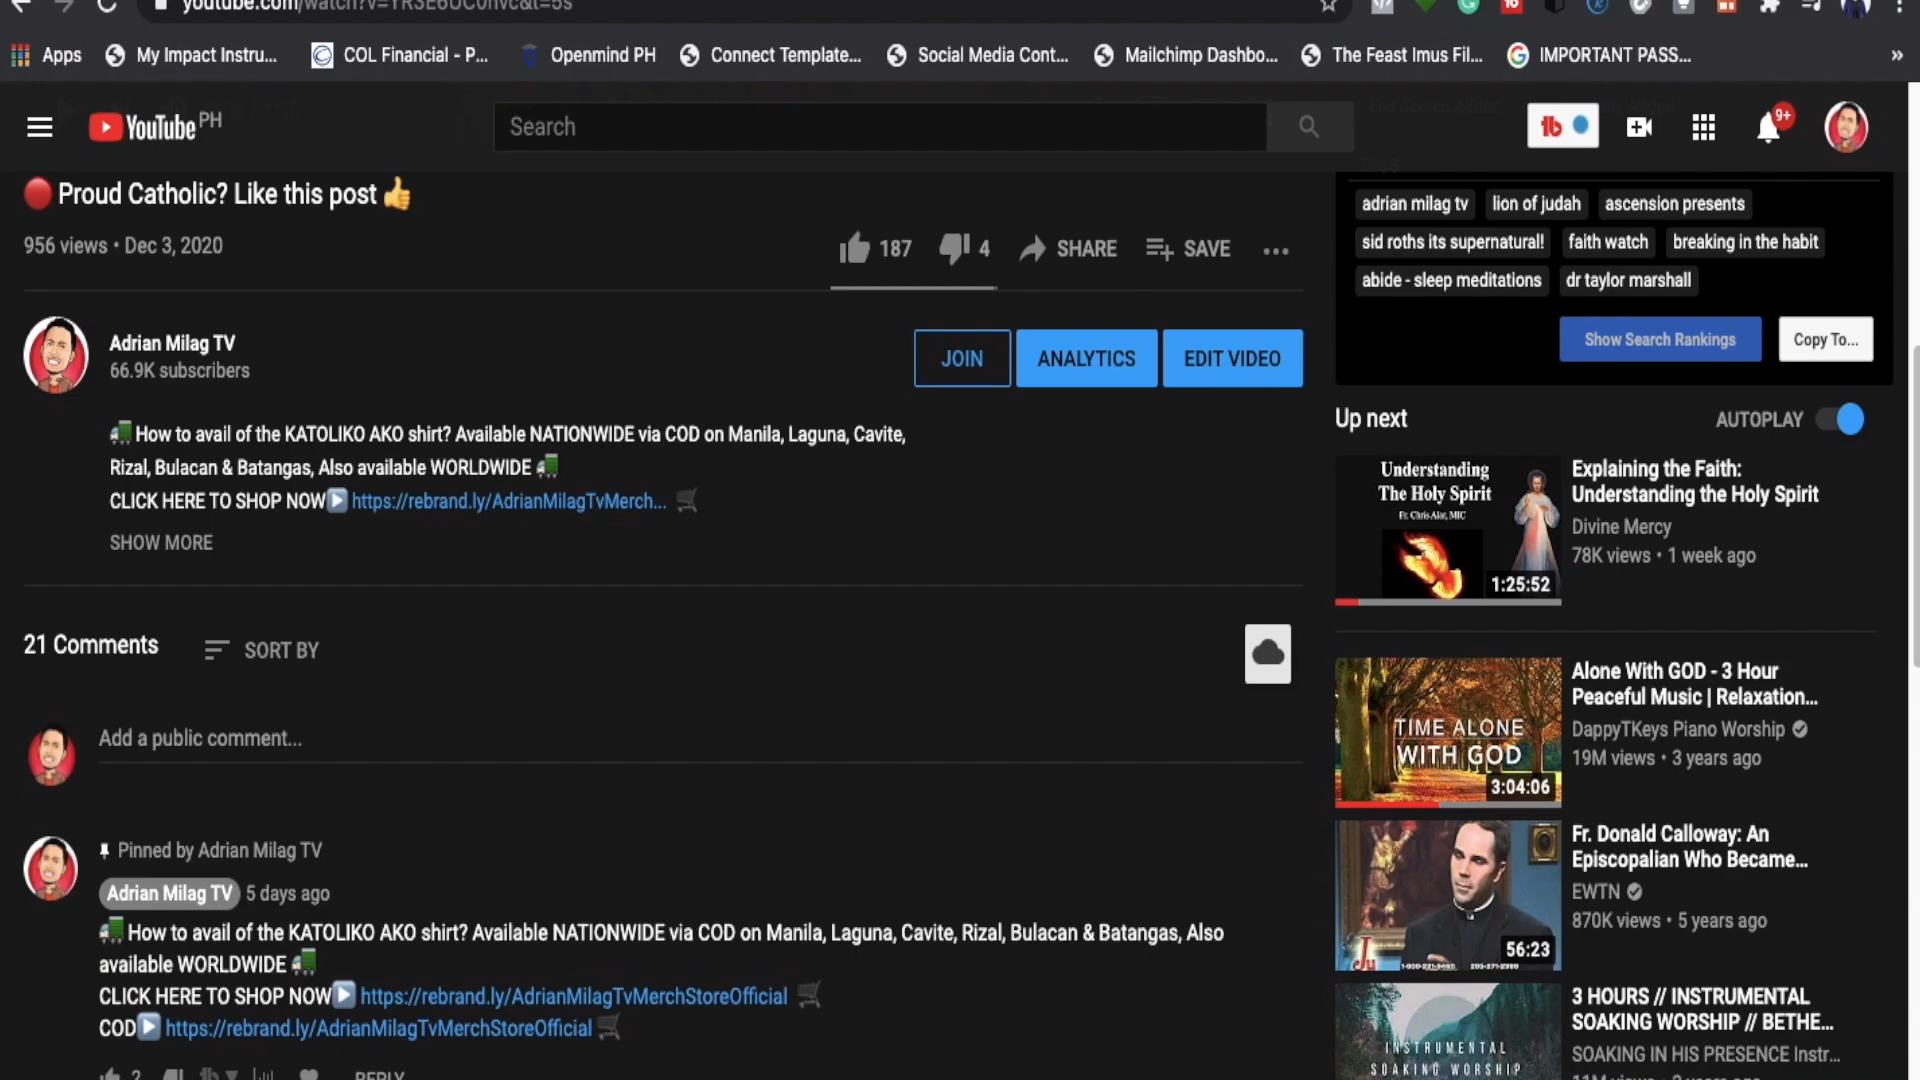 youtube.com/watch?v=YR3E6UC0hvc&t=5s
Apps
My Impact Instru...
COL Financial - P...
Openmind PH
Connect Template...
Social Media Cont...
Mailchimp Dashbo...
The Feast Imus Fil...
IMPORTANT PASS...
»
YouTube PH
Search
9+
🔴 Proud Catholic? Like this post 👍
956 views • Dec 3, 2020
187
4
SHARE
SAVE
Adrian Milag TV
66.9K subscribers
JOIN
ANALYTICS
EDIT VIDEO
🚛How to avail of the KATOLIKO AKO shirt? Available NATIONWIDE via COD on Manila, Laguna, Cavite,
Rizal, Bulacan & Batangas, Also available WORLDWIDE 🚛
CLICK HERE TO SHOP NOW▶️ https://rebrand.ly/AdrianMilagTvMerch... 🛒
SHOW MORE
21 Comments
SORT BY
Add a public comment...
Pinned by Adrian Milag TV
Adrian Milag TV 5 days ago
🚛How to avail of the KATOLIKO AKO shirt? Available NATIONWIDE via COD on Manila, Laguna, Cavite, Rizal, Bulacan & Batangas, Also
available WORLDWIDE 🚛
CLICK HERE TO SHOP NOW▶️ https://rebrand.ly/AdrianMilagTvMerchStoreOfficial 🛒
COD▶️ https://rebrand.ly/AdrianMilagTvMerchStoreOfficial 🛒
2
REPLY
adrian milag tv
lion of judah
ascension presents
sid roths its supernatural!
faith watch
breaking in the habit
abide - sleep meditations
dr taylor marshall
Show Search Rankings
Copy To...
Up next
AUTOPLAY
Understanding
The Holy Spirit
Fr. Chris Alar, MIC
1:25:52
Explaining the Faith:
Understanding the Holy Spirit
Divine Mercy
78K views • 1 week ago
TIME ALONE
WITH GOD
3:04:06
Alone With GOD - 3 Hour
Peaceful Music | Relaxation...
DappyTKeys Piano Worship
19M views • 3 years ago
56:23
Fr. Donald Calloway: An
Episcopalian Who Became...
EWTN
870K views • 5 years ago
INSTRUMENTAL
SOAKING WORSHIP
3 HOURS // INSTRUMENTAL
SOAKING WORSHIP // BETHE...
SOAKING IN HIS PRESENCE Instr...